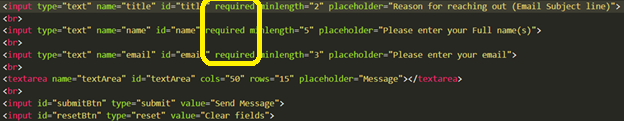 <input type="text" name="title" id="title" required minlength="2" placeholder="Reason for reaching out (Email Subject line)">
<br>
<input type="text" name="name" id="name" required minlength="5" placeholder="Please enter your Full name(s)">
<br>
<input type="text" name="email" id="email" required minlength="3" placeholder="Please enter your email">
<br>
<textarea name="textArea" id="textArea" cols="50" rows="15" placeholder="Message"></textarea>
<br>
<input id="submitBtn" type="submit" value="Send Message">
<input id="resetBtn" type="reset" value="Clear fields">